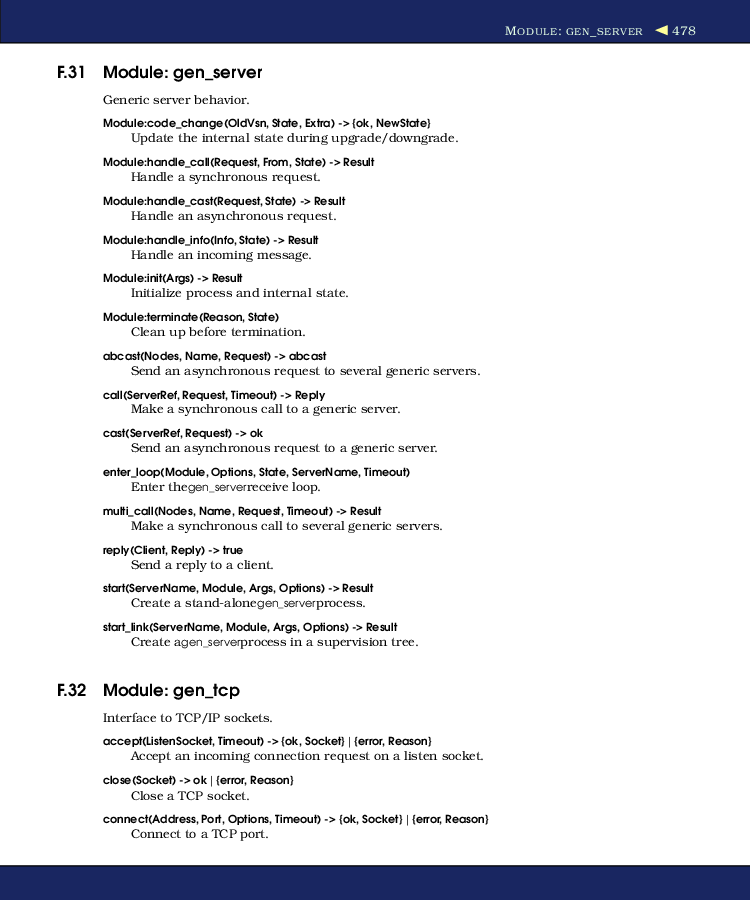 MODULE: GEN_SERVER ◀ 478
F.31 Module: gen_server
Generic server behavior.
Module:code_change(OldVsn, State, Extra) -> {ok, NewState}
Update the internal state during upgrade/downgrade.
Module:handle_call(Request, From, State) -> Result
Handle a synchronous request.
Module:handle_cast(Request, State) -> Result
Handle an asynchronous request.
Module:handle_info(Info, State) -> Result
Handle an incoming message.
Module:init(Args) -> Result
Initialize process and internal state.
Module:terminate(Reason, State)
Clean up before termination.
abcast(Nodes, Name, Request) -> abcast
Send an asynchronous request to several generic servers.
call(ServerRef, Request, Timeout) -> Reply
Make a synchronous call to a generic server.
cast(ServerRef, Request) -> ok
Send an asynchronous request to a generic server.
enter_loop(Module, Options, State, ServerName, Timeout)
Enter thegen_serverreceive loop.
multi_call(Nodes, Name, Request, Timeout) -> Result
Make a synchronous call to several generic servers.
reply(Client, Reply) -> true
Send a reply to a client.
start(ServerName, Module, Args, Options) -> Result
Create a stand-alonegen_serverprocess.
start_link(ServerName, Module, Args, Options) -> Result
Create agen_serverprocess in a supervision tree.
F.32 Module: gen_tcp
Interface to TCP/IP sockets.
accept(ListenSocket, Timeout) -> {ok, Socket} | {error, Reason}
Accept an incoming connection request on a listen socket.
close(Socket) -> ok | {error, Reason}
Close a TCP socket.
connect(Address, Port, Options, Timeout) -> {ok, Socket} | {error, Reason}
Connect to a TCP port.